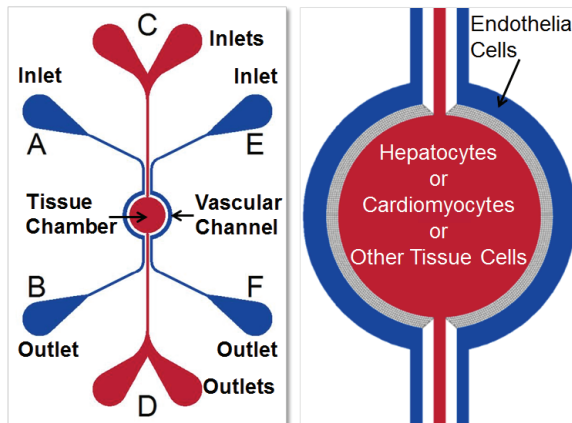 C
Inlets
Inlet
Inlet
A
E
Tissue
Chamber
Vascular
Channel
B
F
Outlet
Outlet
D
Outlets
Endothelia
Cells
Hepatocytes
or
Cardiomyocytes
or
Other Tissue Cells